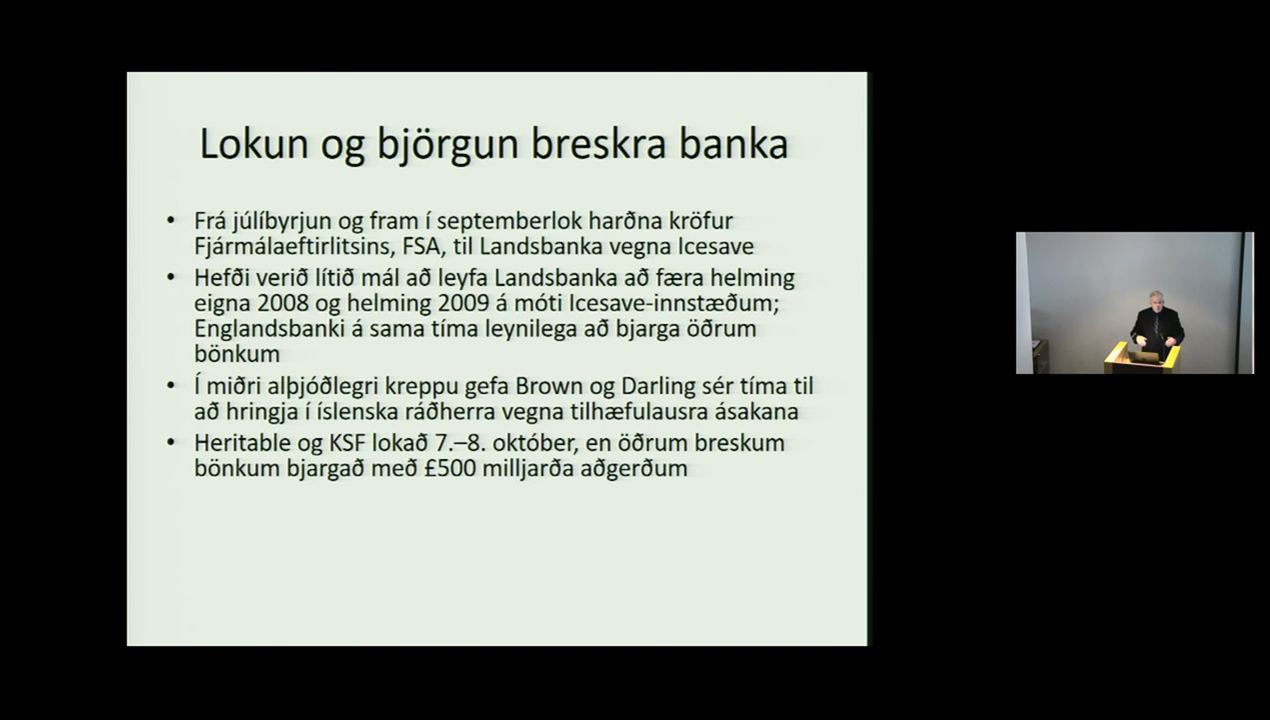 Lokun og björgun breskra banka
• Frá júlíbyrjun og fram í septemberlok harðna kröfur
Fjármálaeftirlitsins, FSA, til Landsbanka vegna Icesave
• Hefði verið lítið mál að leyfa Landsbanka að færa helming
eigna 2008 og helming 2009 á móti Icesave-innstæðum;
Englandsbanki á sama tíma leynilega að bjarga öðrum
bönkum
• Í miðri alþjóðlegri kreppu gefa Brown og Darling sér tíma til
að hringja í íslenska ráðherra vegna tilhæfulausra ásakana
• Heritable og KSF lokað 7.–8. október, en öðrum breskum
bönkum bjargað með £500 milljarða aðgerðum